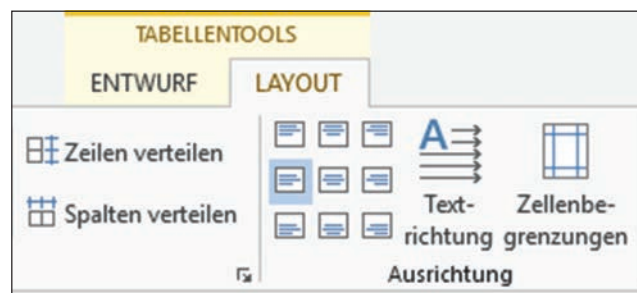 TABELLENTOOLS
ENTWURF LAYOUT
Zeilen verteilen
Spalten verteilen
A
Text-
richtung
Zellenbe-
grenzungen
Ausrichtung